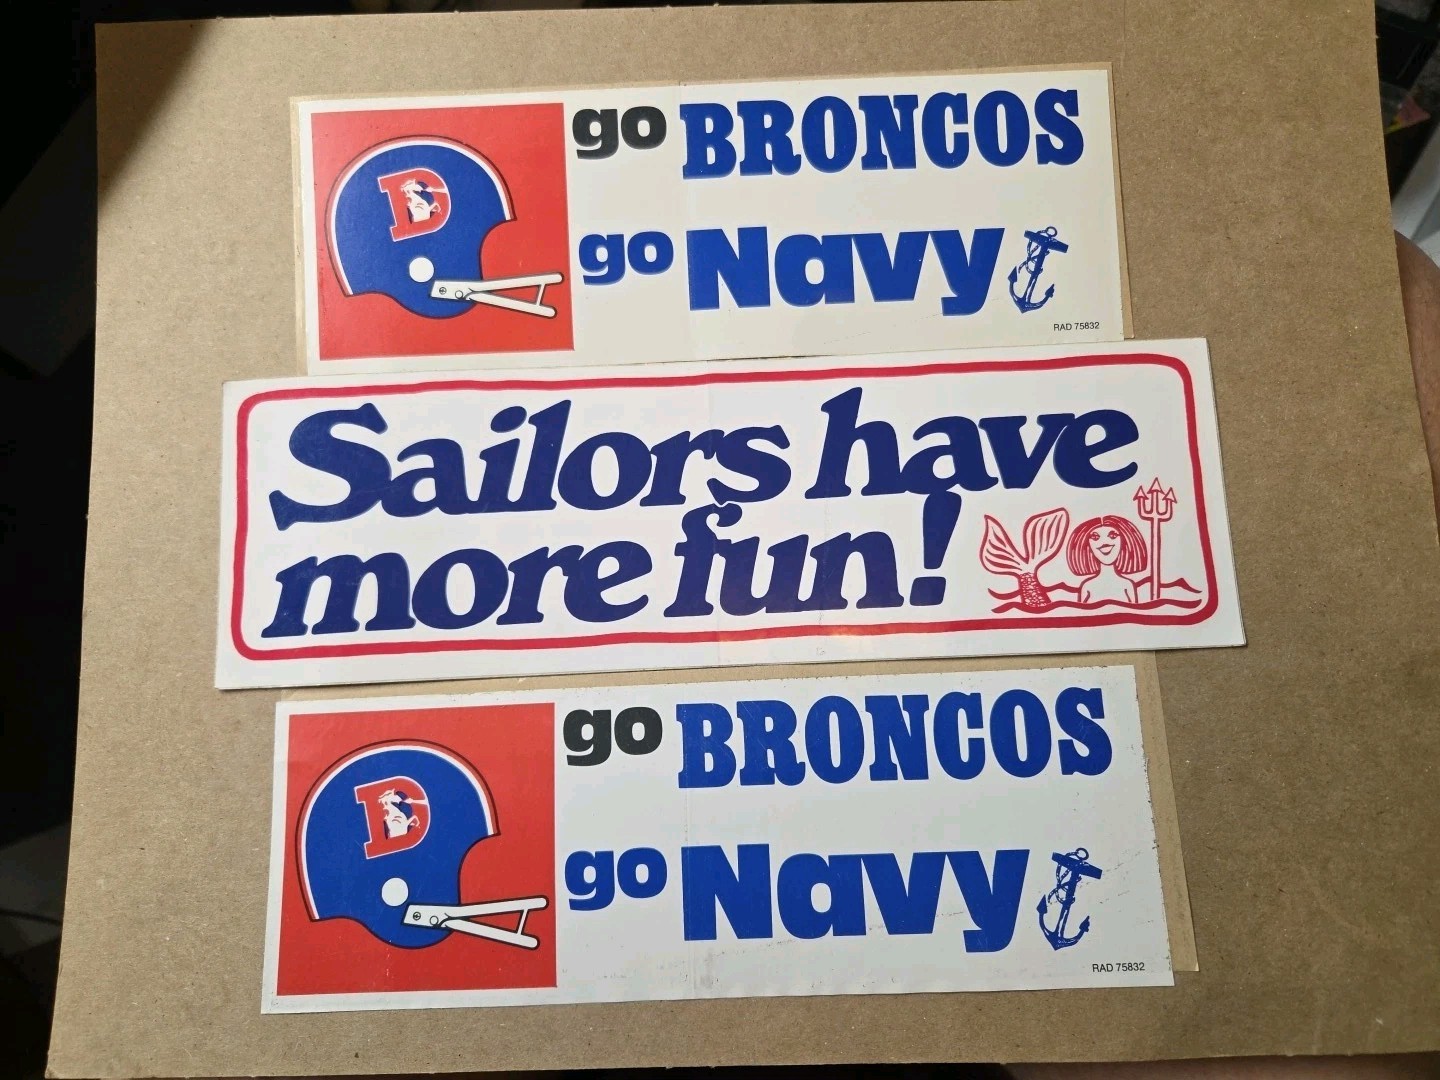 go BRONCOS
go Navy
RAD 75832
Sailors have
more fun!
go BRONCOS
go Navy
RAD 75832
D
D